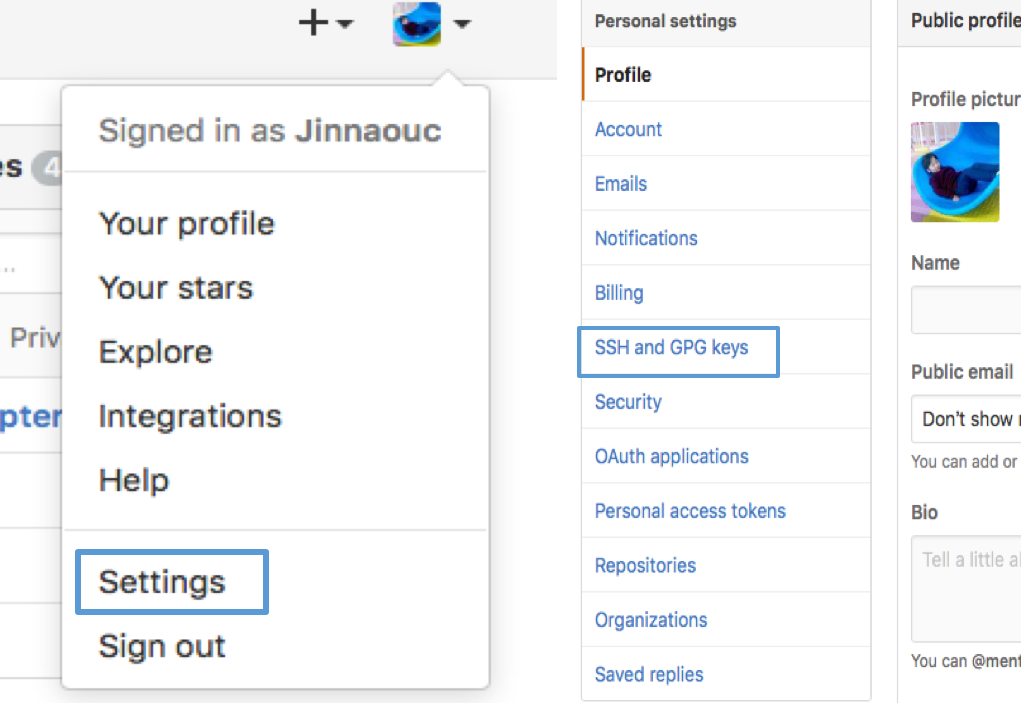 Signed in as Jinnaouc
es 4
Your profile
Your stars
..
Explore
Priv
Integrations
pter
Help
Settings
Sign out
Personal settings
Profile
Account
Emails
Notifications
Billing
SSH and GPG keys
Security
OAuth applications
Personal access tokens
Repositories
Organizations
Saved replies
Public profile
Profile pictur
Name
Public email
Don't show
You can add or
Bio
Tell a little a
You can @ment